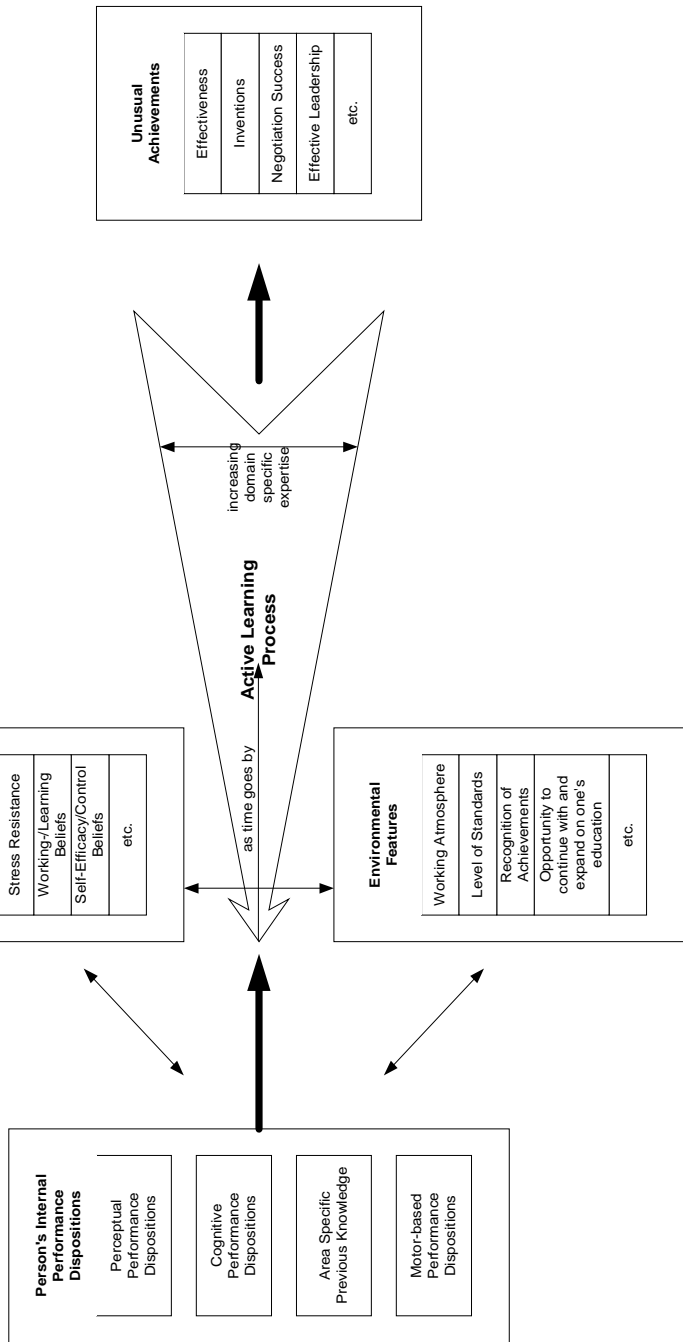 Person's Internal
Performance
Dispositions
Perceptual
Performance
Dispositions
Cognitive
Performance
Dispositions
Area Specific
Previous Knowledge
Motor-based
Performance
Dispositions
Stress Resistance
Working-/Learning
Beliefs
Self-Efficacy/Control
Beliefs
etc.
as time goes by
Active Learning
Process
increasing
domain
specific
expertise
Environmental
Features
Working Atmosphere
Level of Standards
Recognition of
Achievements
Opportunity to
continue with and
expand on one's
education
etc.
Unusual
Achievements
Effectiveness
Inventions
Negotiation Success
Effective Leadership
etc.